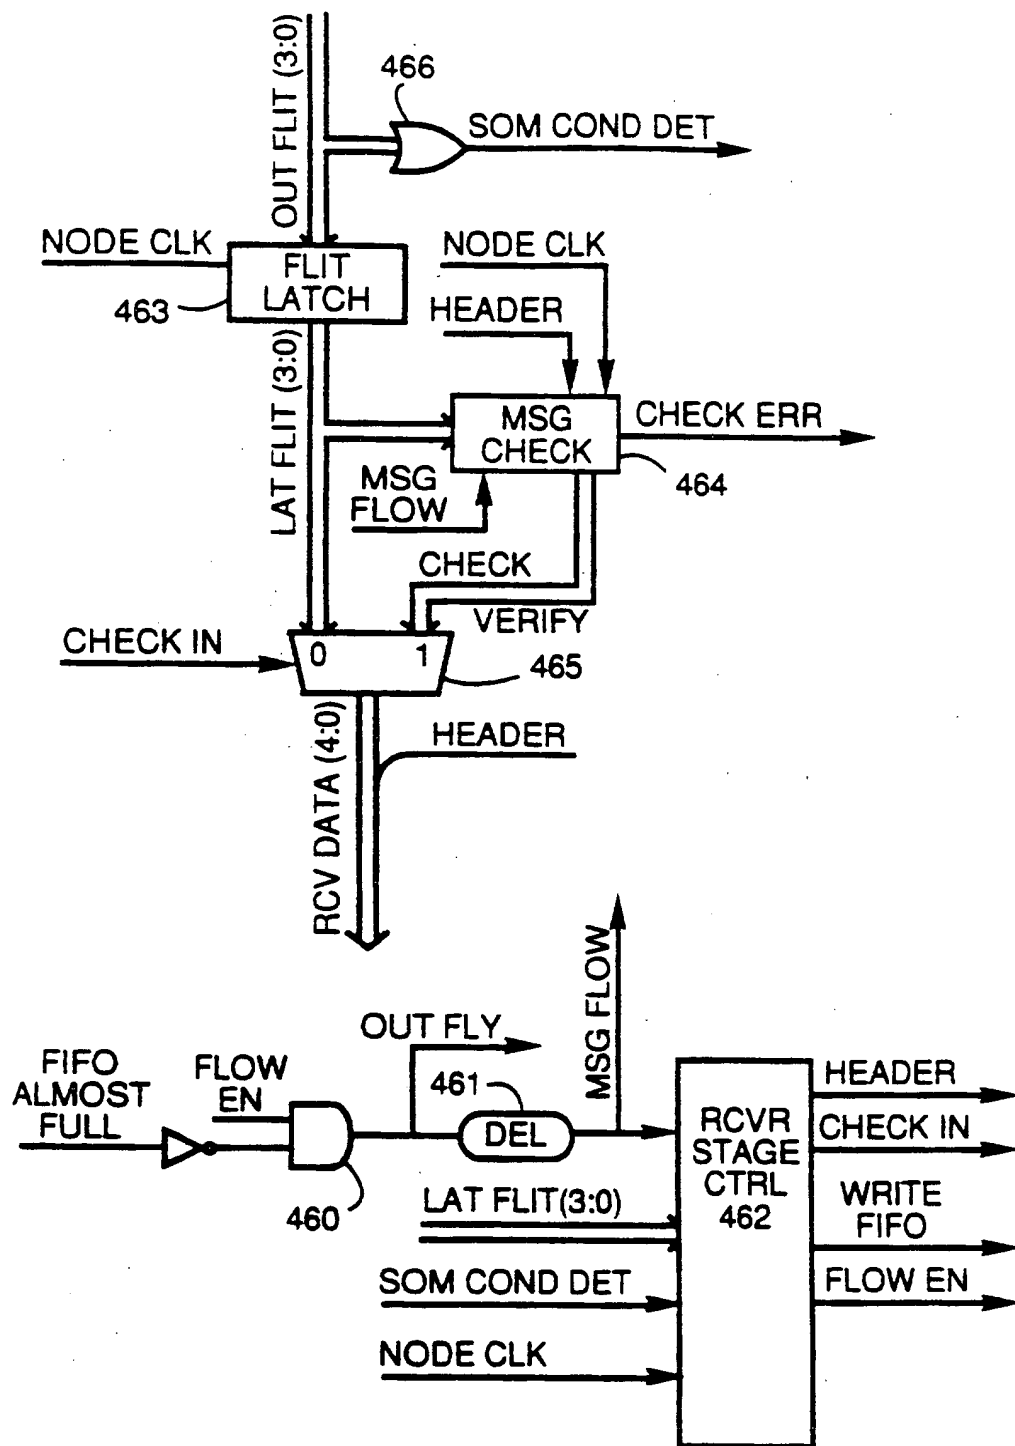 OUT FLIT (3:0)
466
SOM COND DET
NODE CLK
FLIT
LATCH
463
NODE CLK
HEADER
LAT FLIT (3:0)
MSG
CHECK
CHECK ERR
464
MSG
FLOW
CHECK
VERIFY
CHECK IN
0
1
465
RCV DATA (4:0)
HEADER
MSG FLOW
OUT FLY
FIFO
ALMOST
FULL
FLOW
EN
460
461
DEL
LAT FLIT(3:0)
SOM COND DET
NODE CLK
RCVR
STAGE
CTRL
462
HEADER
CHECK IN
WRITE
FIFO
FLOW EN